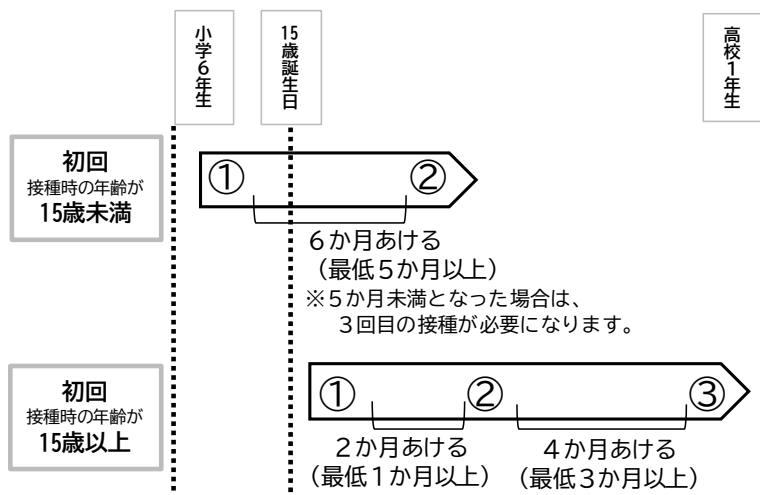 小学６年生
15歳誕生日
高校１年生
初回
接種時の年齢が
15歳未満
①
②
６か月あける
（最低５か月以上）
※５か月未満となった場合は、
３回目の接種が必要になります。
初回
接種時の年齢が
15歳以上
①
②
③
２か月あける
（最低１か月以上）
４か月あける
（最低３か月以上）